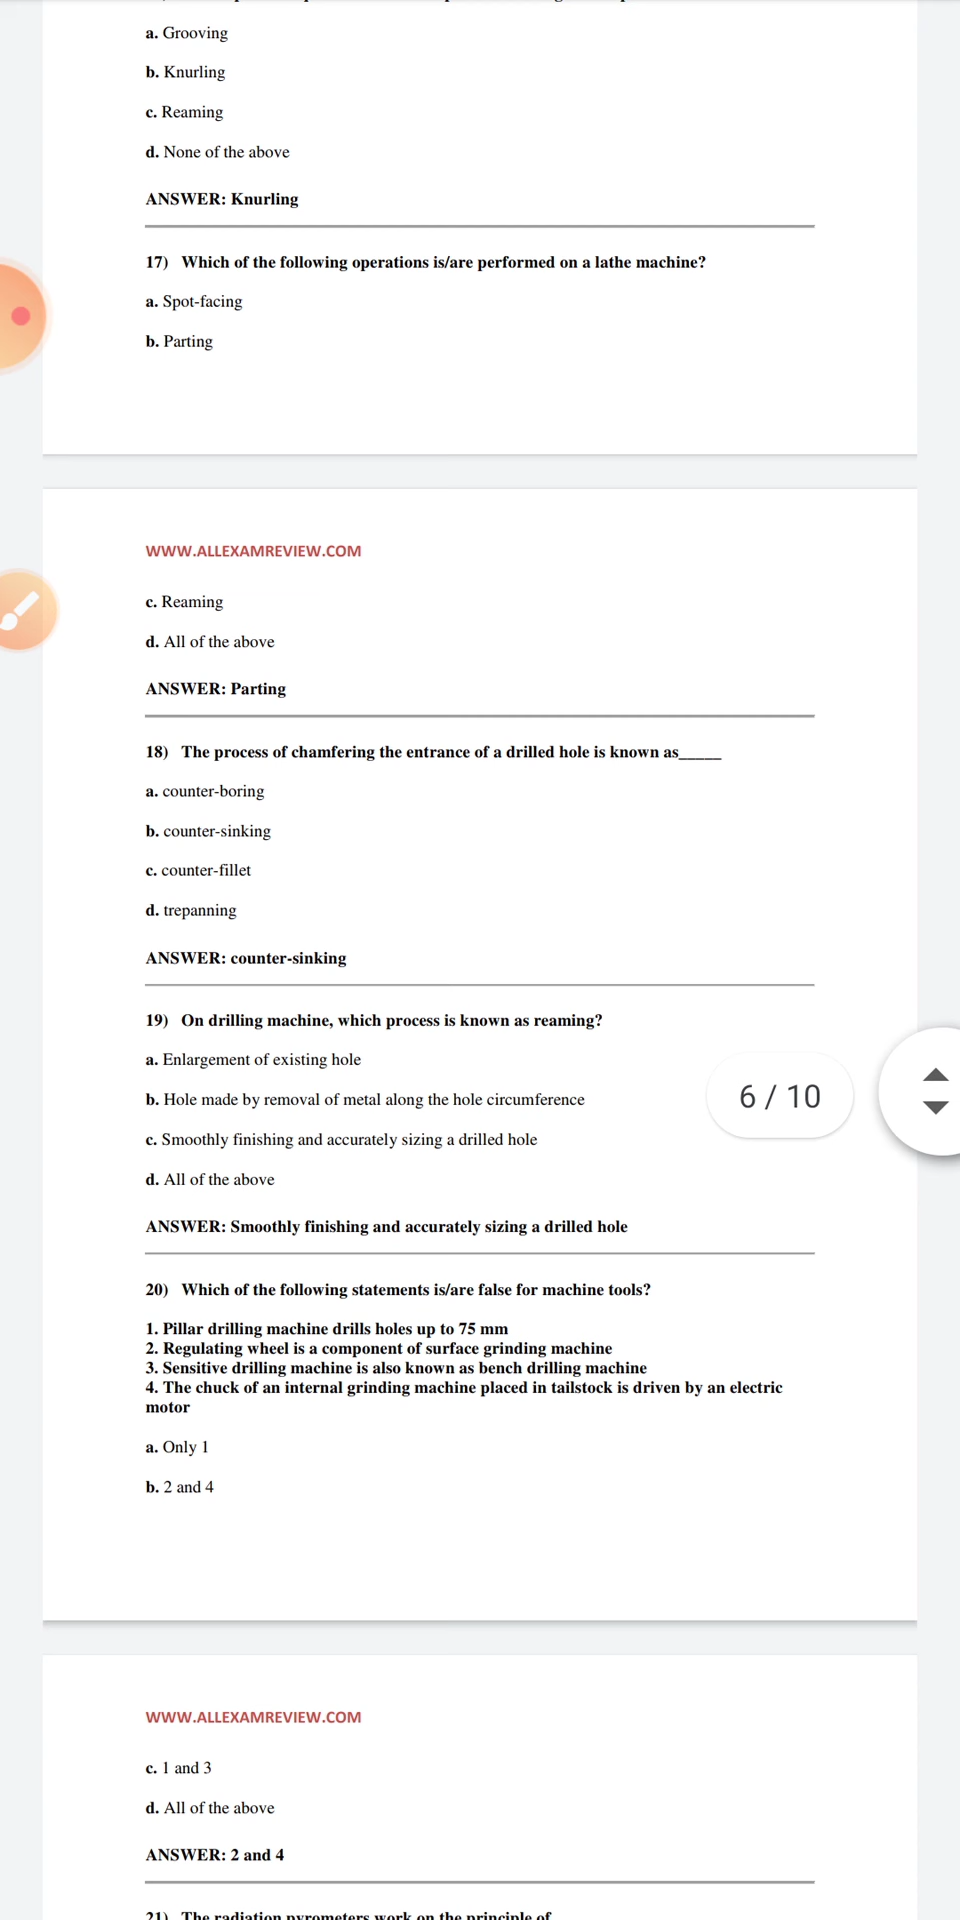 a. Grooving
b. Knurling
c. Reaming
d. None of the above
ANSWER: Knurling
17) Which of the following operations is/are performed on a lathe machine?
a. Spot-facing
b. Parting
WWW.ALLEXAMREVIEW.COM
c. Reaming
d. All of the above
ANSWER: Parting
18) The process of chamfering the entrance of a drilled hole is known as_____
a. counter-boring
b. counter-sinking
c. counter-fillet
d. trepanning
ANSWER: counter-sinking
19) On drilling machine, which process is known as reaming?
a. Enlargement of existing hole
b. Hole made by removal of metal along the hole circumference
6 / 10
c. Smoothly finishing and accurately sizing a drilled hole
d. All of the above
ANSWER: Smoothly finishing and accurately sizing a drilled hole
20) Which of the following statements is/are false for machine tools?
1. Pillar drilling machine drills holes up to 75 mm
2. Regulating wheel is a component of surface grinding machine
3. Sensitive drilling machine is also known as bench drilling machine
4. The chuck of an internal grinding machine placed in tailstock is driven by an electric
motor
a. Only 1
b. 2 and 4
WWW.ALLEXAMREVIEW.COM
c. 1 and 3
d. All of the above
ANSWER: 2 and 4
21) The radiation pyrometers work on the principle of